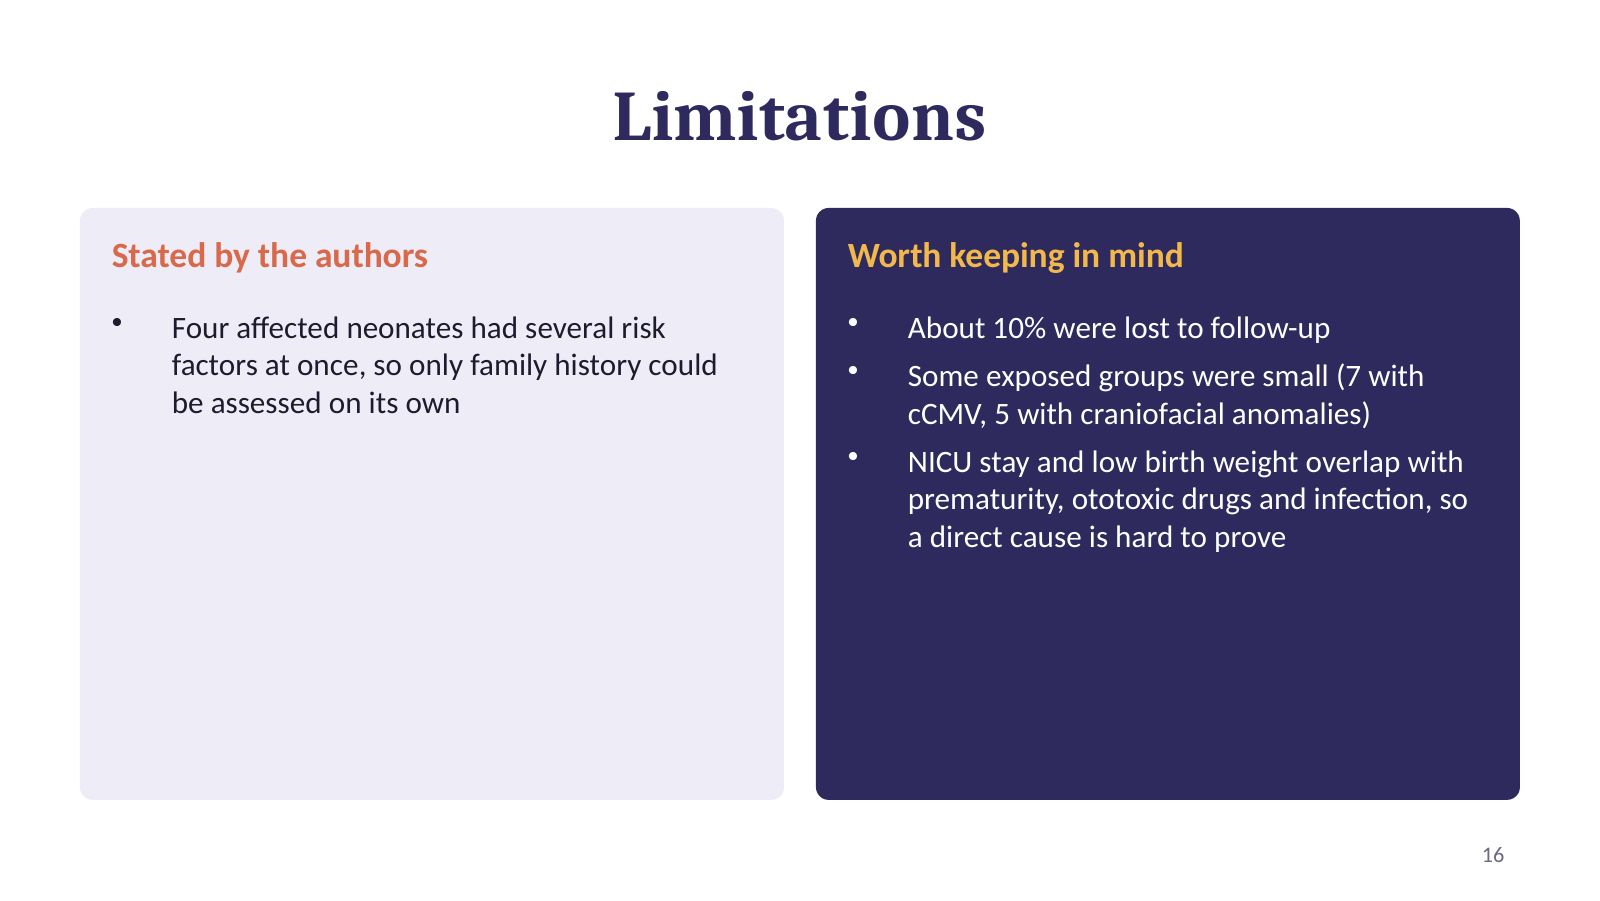 Limitations
Stated by the authors
• Four affected neonates had several risk
factors at once, so only family history could
be assessed on its own
Worth keeping in mind
• About 10% were lost to follow-up
• Some exposed groups were small (7 with
cCMV, 5 with craniofacial anomalies)
• NICU stay and low birth weight overlap with
prematurity, ototoxic drugs and infection, so
a direct cause is hard to prove
16